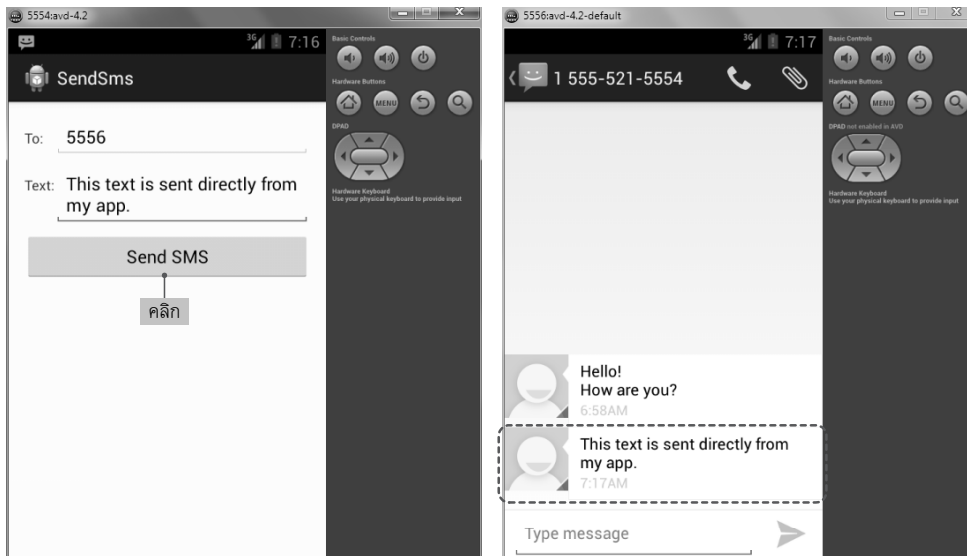 5554:avd-4.2
3G 7:16
SendSms
To: 5556
Text: This text is sent directly from
my app.
Send SMS
คลิก
Basic Controls
Hardware Buttons
MENU
DPAD
Hardware Keyboard
Use your physical keyboard to provide input
5556:avd-4.2-default
3G 7:17
1 555-521-5554
Hello!
How are you?
6:58AM
This text is sent directly from
my app.
7:17AM
Type message
Basic Controls
Hardware Buttons
MENU
DPAD not enabled in AVD
Hardware Keyboard
Use your physical keyboard to provide input